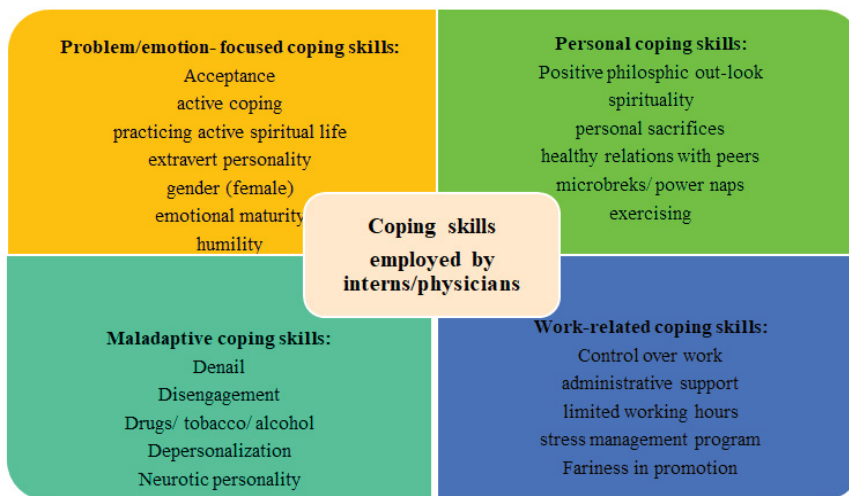 Problem/emotion- focused coping skills:
Acceptance
active coping
practicing active spiritual life
extravert personality
gender (female)
emotional maturity
humility
Personal coping skills:
Positive philosphic out-look
spirituality
personal sacrifices
healthy relations with peers
microbreks/ power naps
exercising
Coping skills
employed by
interns/physicians
Maladaptive coping skills:
Denail
Disengagement
Drugs/ tobacco/ alcohol
Depersonalization
Neurotic personality
Work-related coping skills:
Control over work
administrative support
limited working hours
stress management program
Fariness in promotion